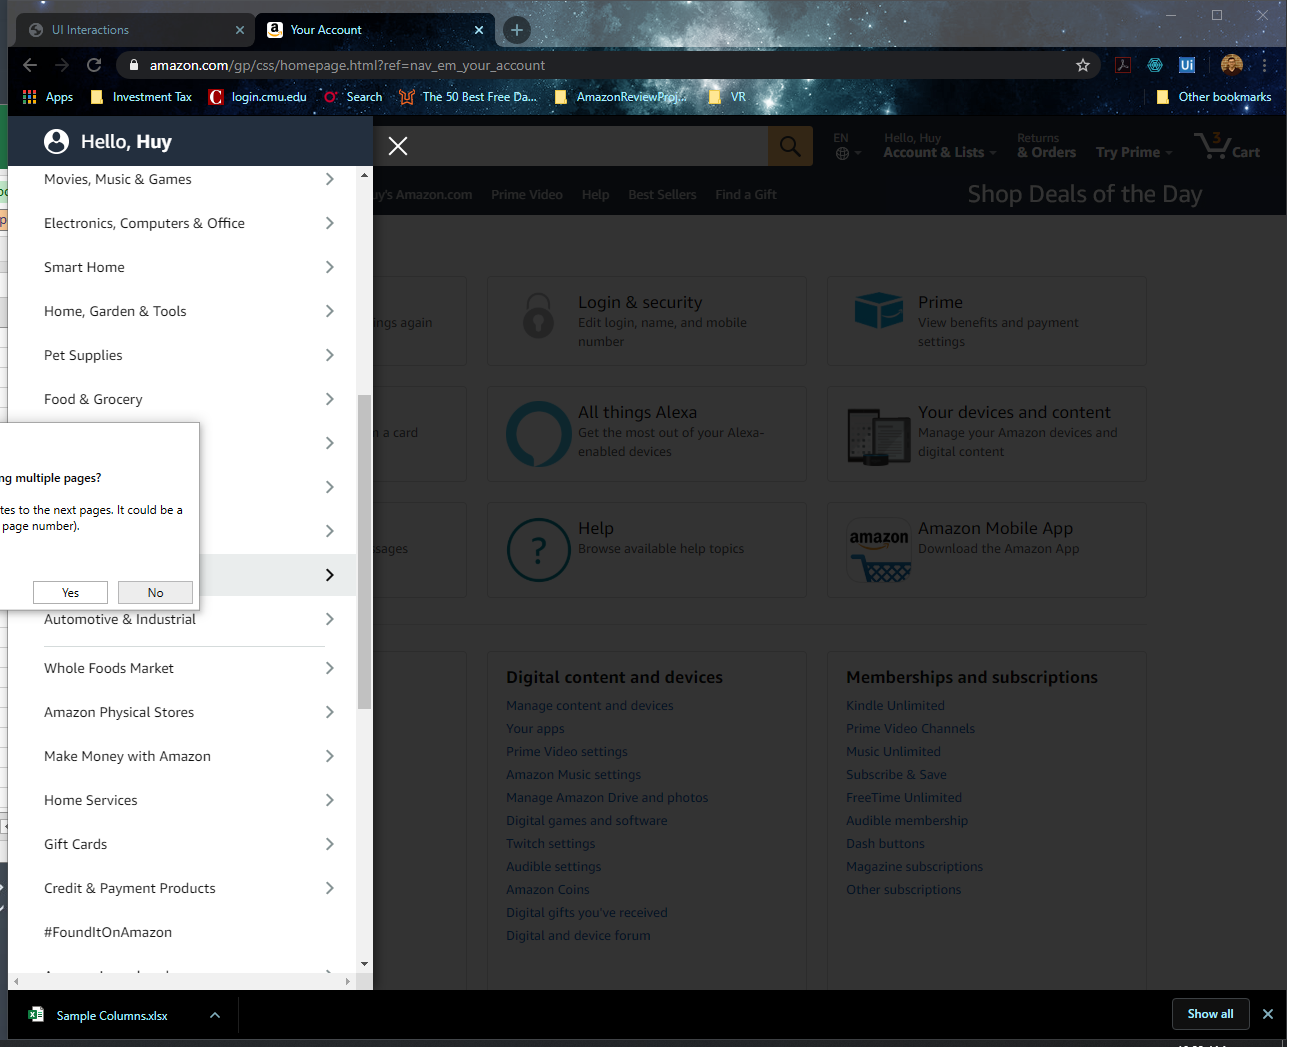 UI Interactions
Your Account
amazon.com/gp/css/homepage.html?ref=nav_em_your_account
Apps
Investment Tax
login.cmu.edu
Search
The 50 Best Free Da...
AmazonReviewProj...
VR
Other bookmarks
Hello, Huy
EN
Hello, Huy
Account & Lists
Returns
& Orders
Try Prime
3
Cart
uy's Amazon.com
Prime Video
Help
Best Sellers
Find a Gift
Shop Deals of the Day
Movies, Music & Games
Electronics, Computers & Office
Smart Home
Home, Garden & Tools
Pet Supplies
Food & Grocery
ng multiple pages?
tes to the next pages. It could be a
page number).
Yes
No
Automotive & Industrial
Whole Foods Market
Amazon Physical Stores
Make Money with Amazon
Home Services
Gift Cards
Credit & Payment Products
#FoundItOnAmazon
ings again
Login & security
Edit login, name, and mobile
number
Prime
View benefits and payment
settings
n a card
All things Alexa
Get the most out of your Alexa-
enabled devices
Your devices and content
Manage your Amazon devices and
digital content
ssages
Help
Browse available help topics
amazon
Amazon Mobile App
Download the Amazon App
Digital content and devices
Manage content and devices
Your apps
Prime Video settings
Amazon Music settings
Manage Amazon Drive and photos
Digital games and software
Twitch settings
Audible settings
Amazon Coins
Digital gifts you've received
Digital and device forum
Memberships and subscriptions
Kindle Unlimited
Prime Video Channels
Music Unlimited
Subscribe & Save
FreeTime Unlimited
Audible membership
Dash buttons
Magazine subscriptions
Other subscriptions
Sample Columns.xlsx
Show all